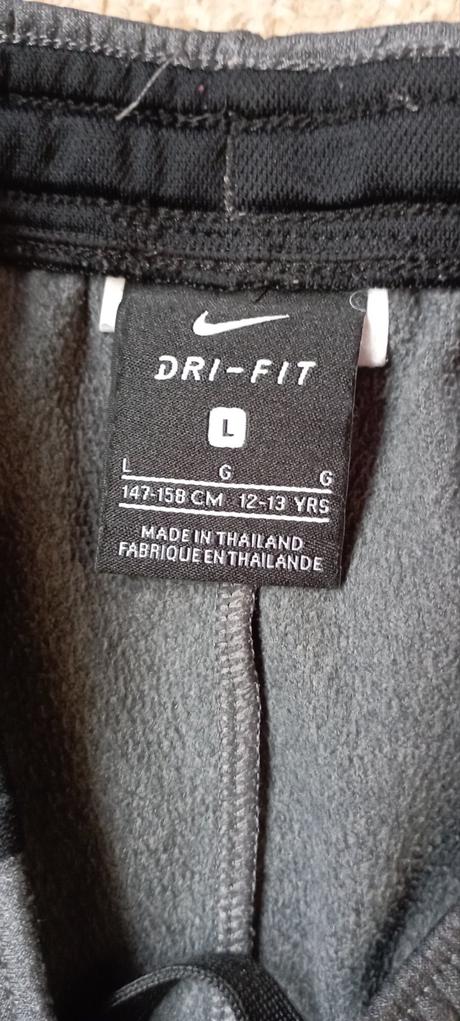 DRI-FIT
L
L G G
147-158 CM 12-13 YRS
MADE IN THAILAND
FABRIQUE EN THAILANDE